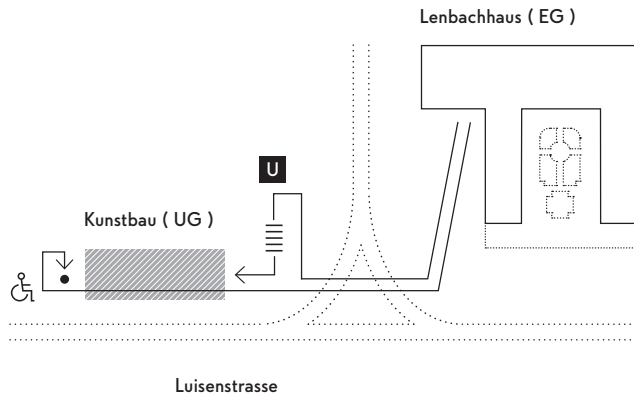 Lenbachhaus ( EG )
U
Kunstbau ( UG )
Luisenstrasse